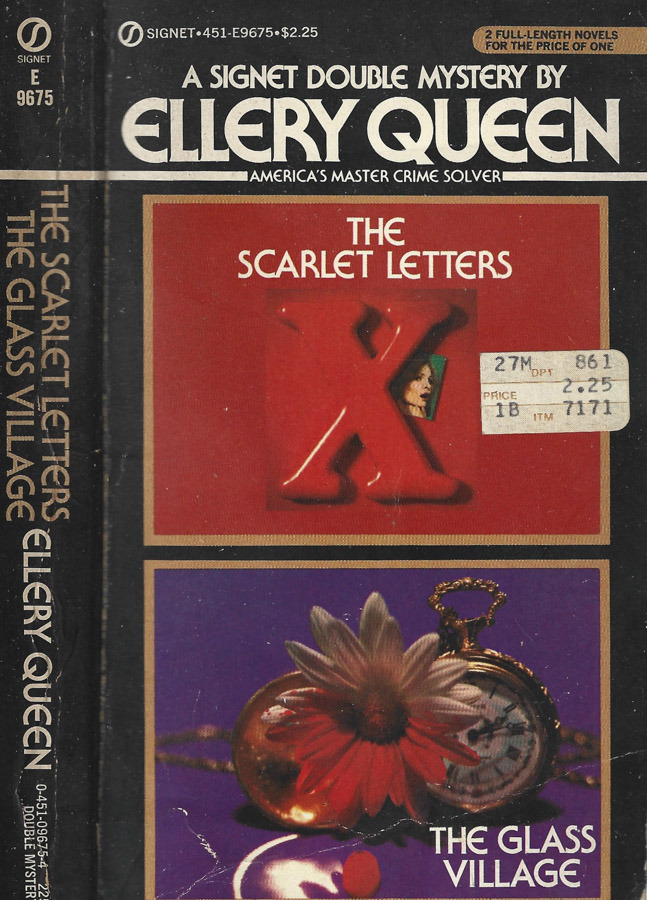 SIGNET
E
9675
THE SCARLET LETTERS
THE GLASS VILLAGE
ELLERY QUEEN
0-451-09675-4
DOUBLE MYSTER
SIGNET•451-E9675•$2.25
2 FULL-LENGTH NOVELS
FOR THE PRICE OF ONE
A SIGNET DOUBLE MYSTERY BY
ELLERY QUEEN
AMERICA'S MASTER CRIME SOLVER
THE
SCARLET LETTERS
X
27M DPT 861
PRICE 2.25
1B ITM 7171
THE GLASS
VILLAGE